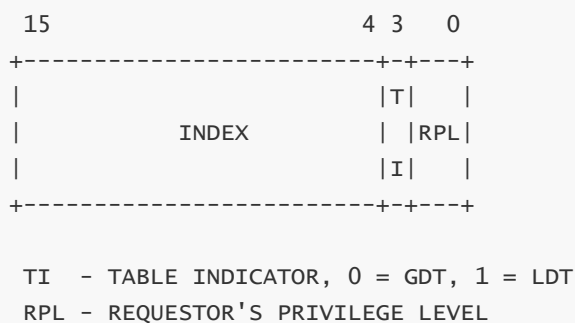 15                      4 3   0
+-------------------------+-+---+
|                         |T|   |
|          INDEX          | |RPL|
|                         |I|   |
+-------------------------+-+---+

 TI  - TABLE INDICATOR, 0 = GDT, 1 = LDT
 RPL - REQUESTOR'S PRIVILEGE LEVEL